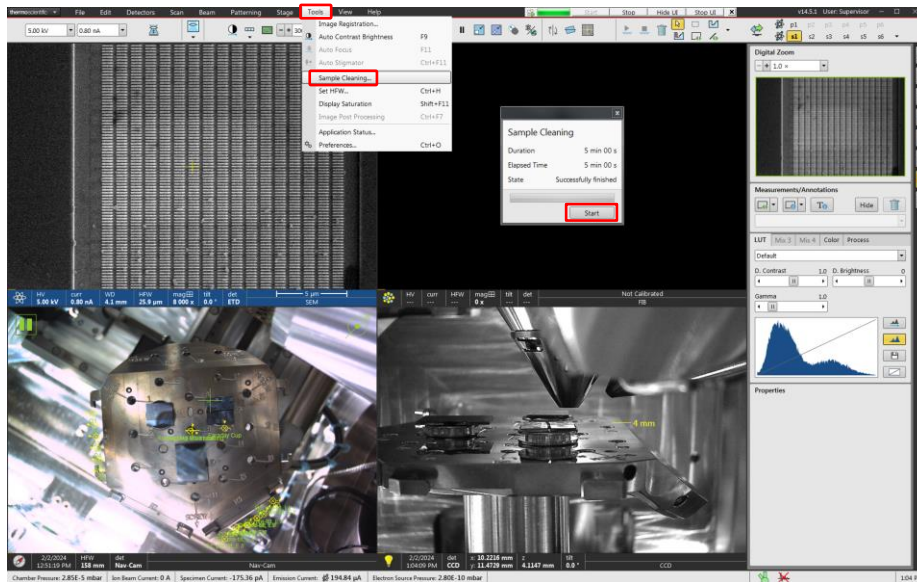 thermoscientific File Edit Detectors Scan Beam Patterning Stage Tools View Help Start Stop Hide UI Stop UI v14.5.1 User: Supervisor
5.00 kV 0.80 nA p1 p2 p3 p4 p5 p6
s1 s2 s3 s4 s5 s6
Image Registration...
Auto Contrast Brightness F9
Auto Focus F11
Auto Stigmator Ctrl+F11
Sample Cleaning...
Set HFW... Ctrl+H
Display Saturation Shift+F11
Image Post Processing Ctrl+F7
Application Status...
Preferences... Ctrl+O
Sample Cleaning
Duration 5 min 00 s
Elapsed Time 5 min 00 s
State Successfully finished
Start
Digital Zoom
1.0 ×
Measurements/Annotations
Hide
LUT Mix 3 Mix 4 Color Process
Default
D. Contrast 1.0 D. Brightness 0
Gamma 1.0
Properties
HV curr WD HFW mag tilt det 5 µm
5.00 kV 0.80 nA 4.1 mm 25.9 µm 8 000 x 0.0 ° ETD SEM
HV curr HFW mag tilt det Not Calibrated
--- --- --- 0 x --- --- FIB
4 mm
2/2/2024 HFW det
12:51:19 PM 158 mm Nav-Cam Nav-Cam
2/2/2024 det x: 10.2216 mm z tilt
1:04:09 PM CCD y: 11.4729 mm 4.1147 mm 0.0 ° CCD
Chamber Pressure: 2.85E-5 mbar Ion Beam Current: 0 A Specimen Current: -175.36 pA Emission Current: 194.84 µA Electron Source Pressure: 2.80E-10 mbar